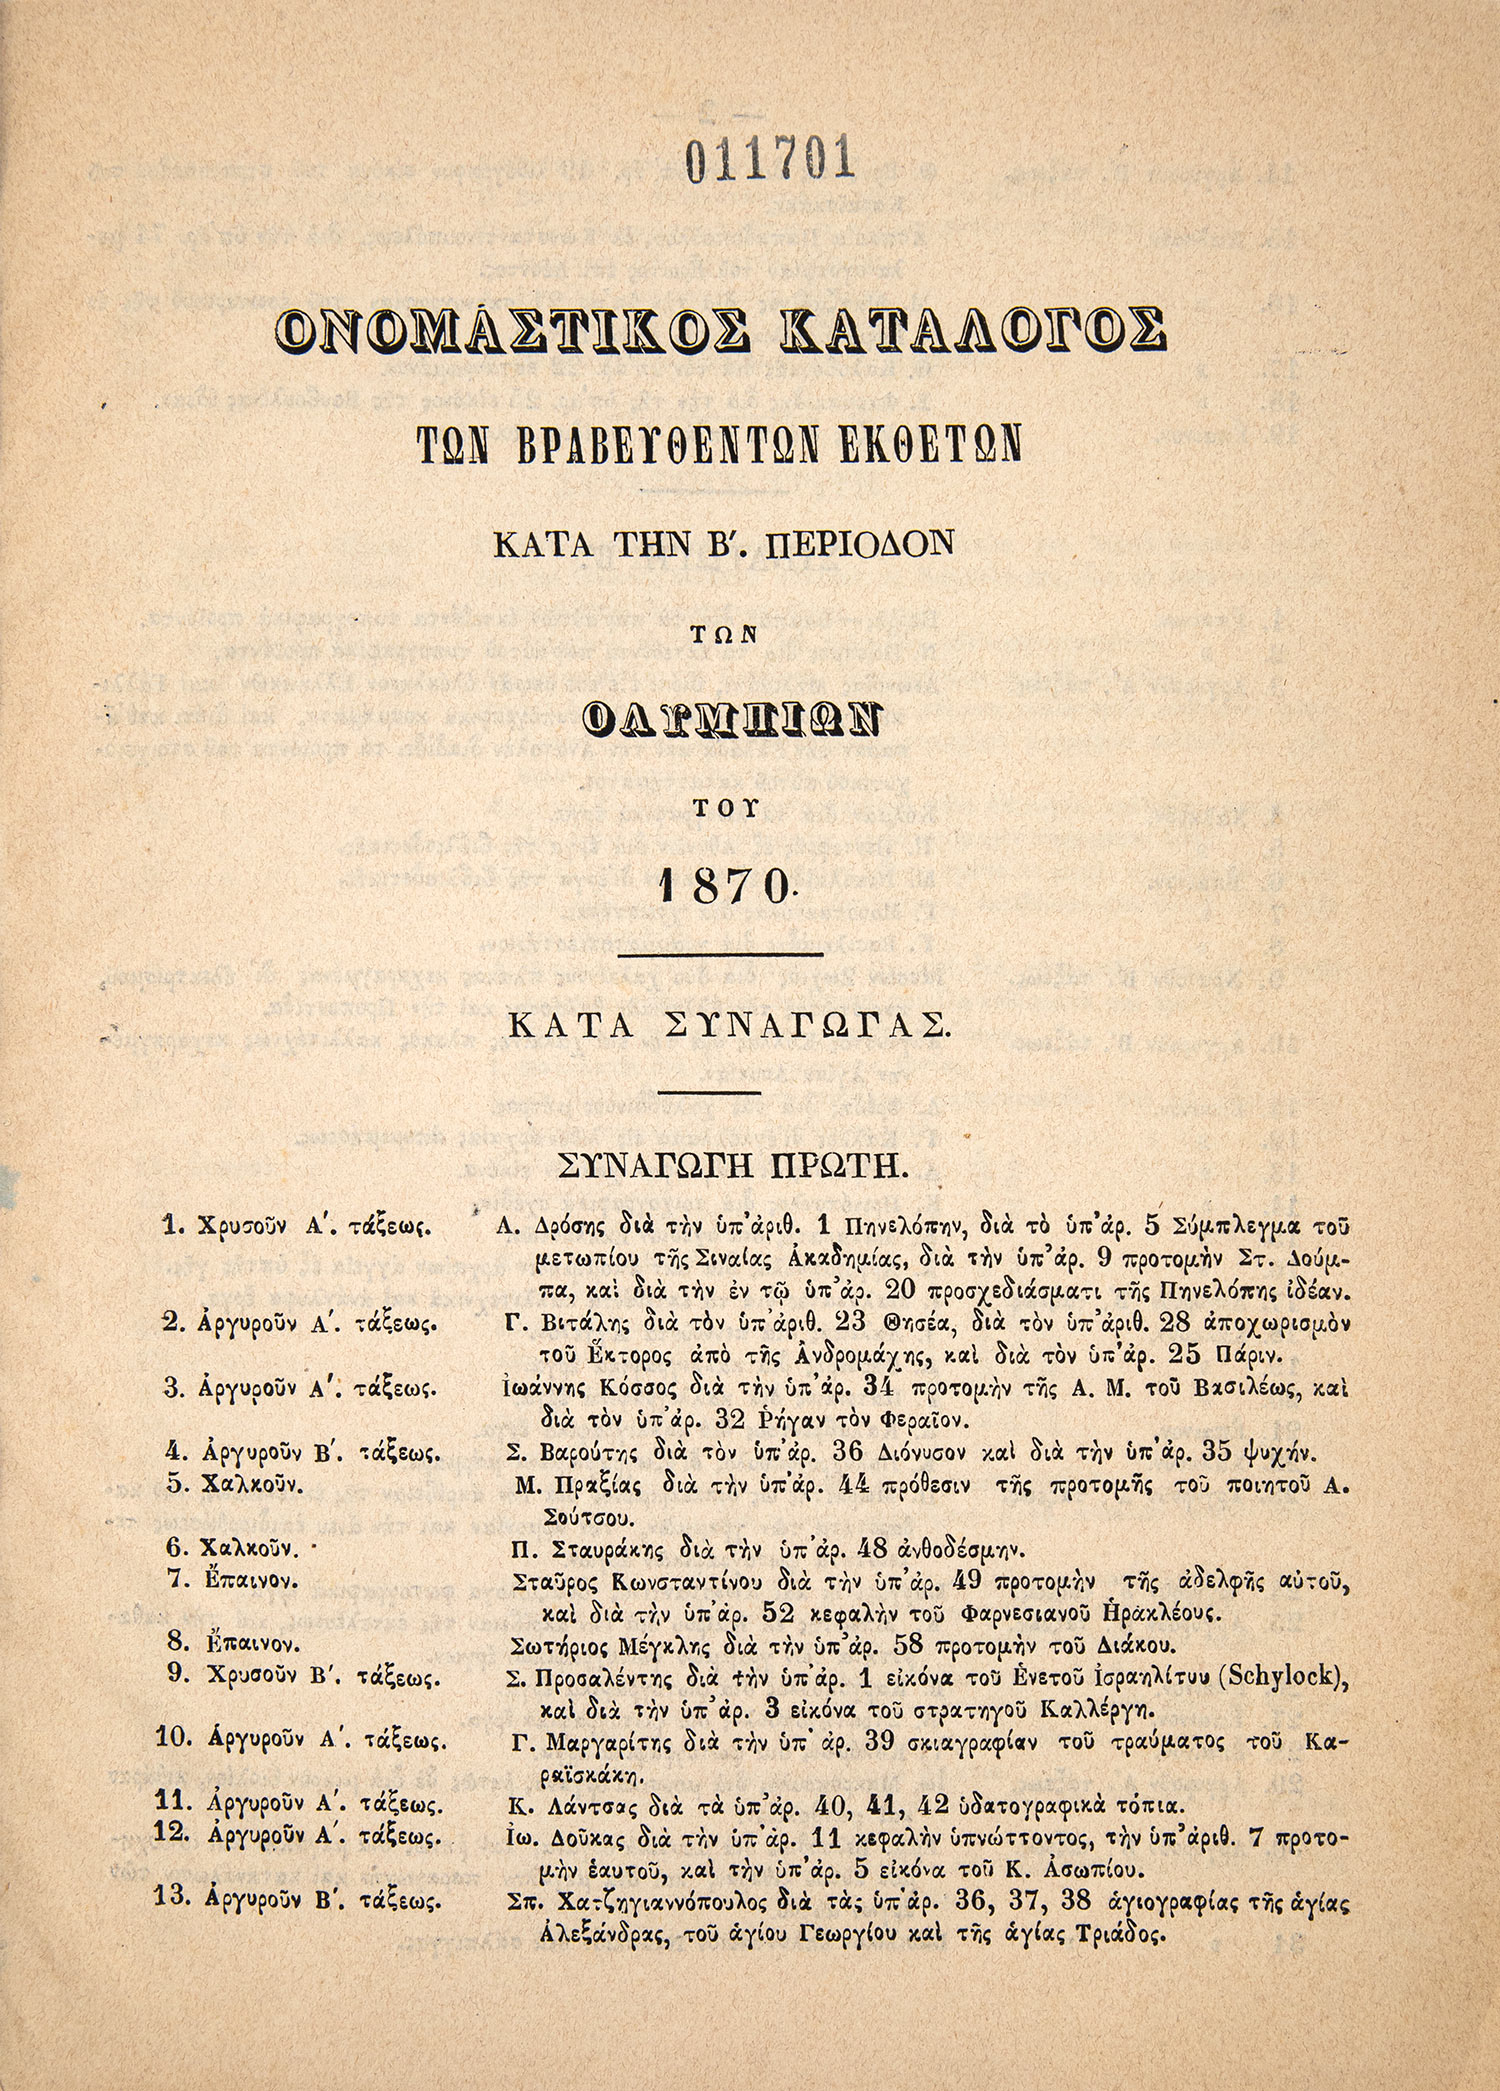 011701
ΟΝΟΜΑΣΤΙΚΟΣ ΚΑΤΑΛΟΓΟΣ
ΤΩΝ ΒΡΑΒΕΥΘΕΝΤΩΝ ΕΚΘΕΤΩΝ
ΚΑΤΑ ΤΗΝ Β΄. ΠΕΡΙΟΔΟΝ
ΤΩΝ
ΟΛΥΜΠΙΩΝ
ΤΟΥ
1870.
ΚΑΤΑ ΣΥΝΑΓΩΓΑΣ.
ΣΥΝΑΓΩΓΗ ΠΡΩΤΗ.
1. Χρυσοῦν Α΄. τάξεως. Λ. Δρόσης διὰ τὴν ὑπ’ἀριθ. 1 Πηνελόπην, διὰ τὸ ὑπ’ἀρ. 5 Σύμπλεγμα τοῦ
μετωπίου τῆς Σιναίας Ἀκαδημίας, διὰ τὴν ὑπ’ἀρ. 9 προτομὴν Στ. Δούμ-
πα, καὶ διὰ τὴν ἐν τῷ ὑπ’ἀρ. 20 προσχεδιάσματι τῆς Πηνελόπης ἰδέαν.
2. Ἀργυροῦν Α΄. τάξεως. Γ. Βιτάλης διὰ τὸν ὑπ’ἀριθ. 23 Θησέα, διὰ τὸν ὑπ’ἀριθ. 28 ἀποχωρισμὸν
τοῦ Ἕκτορος ἀπὸ τῆς Ἀνδρομάχης, καὶ διὰ τὸν ὑπ’ἀρ. 25 Πάριν.
3. Ἀργυροῦν Α΄. τάξεως. Ἰωάννης Κόσσος διὰ τὴν ὑπ’ἀρ. 34 προτομὴν τῆς Α. Μ. τοῦ Βασιλέως, καὶ
διὰ τὸν ὑπ’ἀρ. 32 Ῥήγαν τὸν Φεραῖον.
4. Ἀργυροῦν Β΄. τάξεως. Σ. Βαρούτης διὰ τὸν ὑπ’ἀρ. 36 Διόνυσον καὶ διὰ τὴν ὑπ’ἀρ. 35 ψυχήν.
5. Χαλκοῦν. Μ. Πραξίας διὰ τὴν ὑπ’ἀρ. 44 πρόθεσιν τῆς προτομῆς τοῦ ποιητοῦ Α.
Σούτσου.
6. Χαλκοῦν. Π. Σταυράκης διὰ τὴν ὑπ’ἀρ. 48 ἀνθοδέσμην.
7. Ἔπαινον. Σταῦρος Κωνσταντίνου διὰ τὴν ὑπ’ἀρ. 49 προτομὴν τῆς ἀδελφῆς αὐτοῦ,
καὶ διὰ τὴν ὑπ’ἀρ. 52 κεφαλὴν τοῦ Φαρνεσιανοῦ Ἡρακλέους.
8. Ἔπαινον. Σωτήριος Μέγκλης διὰ τὴν ὑπ’ἀρ. 58 προτομὴν τοῦ Διάκου.
9. Χρυσοῦν Β΄. τάξεως. Σ. Προσαλέντης διὰ τὴν ὑπ’ἀρ. 1 εἰκόνα τοῦ Ἑνετοῦ Ἰσραηλίτυυ (Schylock),
καὶ διὰ τὴν ὑπ’ἀρ. 3 εἰκόνα τοῦ στρατηγοῦ Καλλέργη.
10. Ἀργυροῦν Α΄. τάξεως. Γ. Μαργαρίτης διὰ τὴν ὑπ’ἀρ. 39 σκιαγραφίαν τοῦ τραύματος τοῦ Κα-
ραϊσκάκη.
11. Ἀργυροῦν Α΄. τάξεως. Κ. Λάντσας διὰ τὰ ὑπ’ἀρ. 40, 41, 42 ὑδατογραφικὰ τόπια.
12. Ἀργυροῦν Α΄. τάξεως. Ἰω. Δούκας διὰ τὴν ὑπ’ἀρ. 11 κεφαλὴν ὑπνώττοντος, τὴν ὑπ’ἀριθ. 7 προτο-
μὴν ἑαυτοῦ, καὶ τὴν ὑπ’ἀρ. 5 εἰκόνα τοῦ Κ. Ἀσωπίου.
13. Ἀργυροῦν Β΄. τάξεως. Σπ. Χατζηγιαννόπουλος διὰ τὰς ὑπ’ἀρ. 36, 37, 38 ἁγιογραφίας τῆς ἁγίας
Ἀλεξάνδρας, τοῦ ἁγίου Γεωργίου καὶ τῆς ἁγίας Τριάδος.